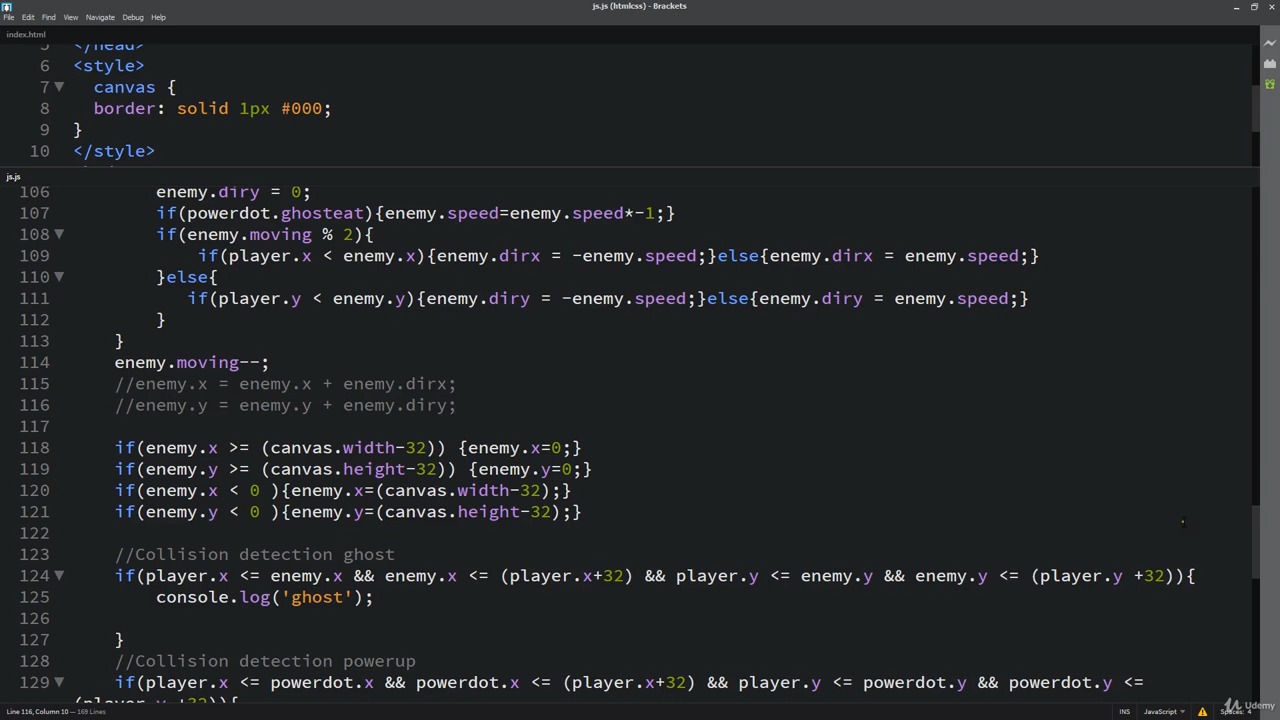 js.js (htmlcss) - Brackets
File Edit Find View Navigate Debug Help
index.html
5 </head>
6 <style>
7 canvas {
8 border: solid 1px #000;
9 }
10 </style>
js.js
106 enemy.diry = 0;
107 if(powerdot.ghosteat){enemy.speed=enemy.speed*-1;}
108 if(enemy.moving % 2){
109 if(player.x < enemy.x){enemy.dirx = -enemy.speed;}else{enemy.dirx = enemy.speed;}
110 }else{
111 if(player.y < enemy.y){enemy.diry = -enemy.speed;}else{enemy.diry = enemy.speed;}
112 }
113 }
114 enemy.moving--;
115 //enemy.x = enemy.x + enemy.dirx;
116 //enemy.y = enemy.y + enemy.diry;
117
118 if(enemy.x >= (canvas.width-32)) {enemy.x=0;}
119 if(enemy.y >= (canvas.height-32)) {enemy.y=0;}
120 if(enemy.x < 0 ){enemy.x=(canvas.width-32);}
121 if(enemy.y < 0 ){enemy.y=(canvas.height-32);}
122
123 //Collision detection ghost
124 if(player.x <= enemy.x && enemy.x <= (player.x+32) && player.y <= enemy.y && enemy.y <= (player.y +32)){
125 console.log('ghost');
126
127 }
128 //Collision detection powerup
129 if(player.x <= powerdot.x && powerdot.x <= (player.x+32) && player.y <= powerdot.y && powerdot.y <=
(player.y +32)){
Line 116, Column 10 — 169 Lines
INS JavaScript Spaces: 4
Udemy